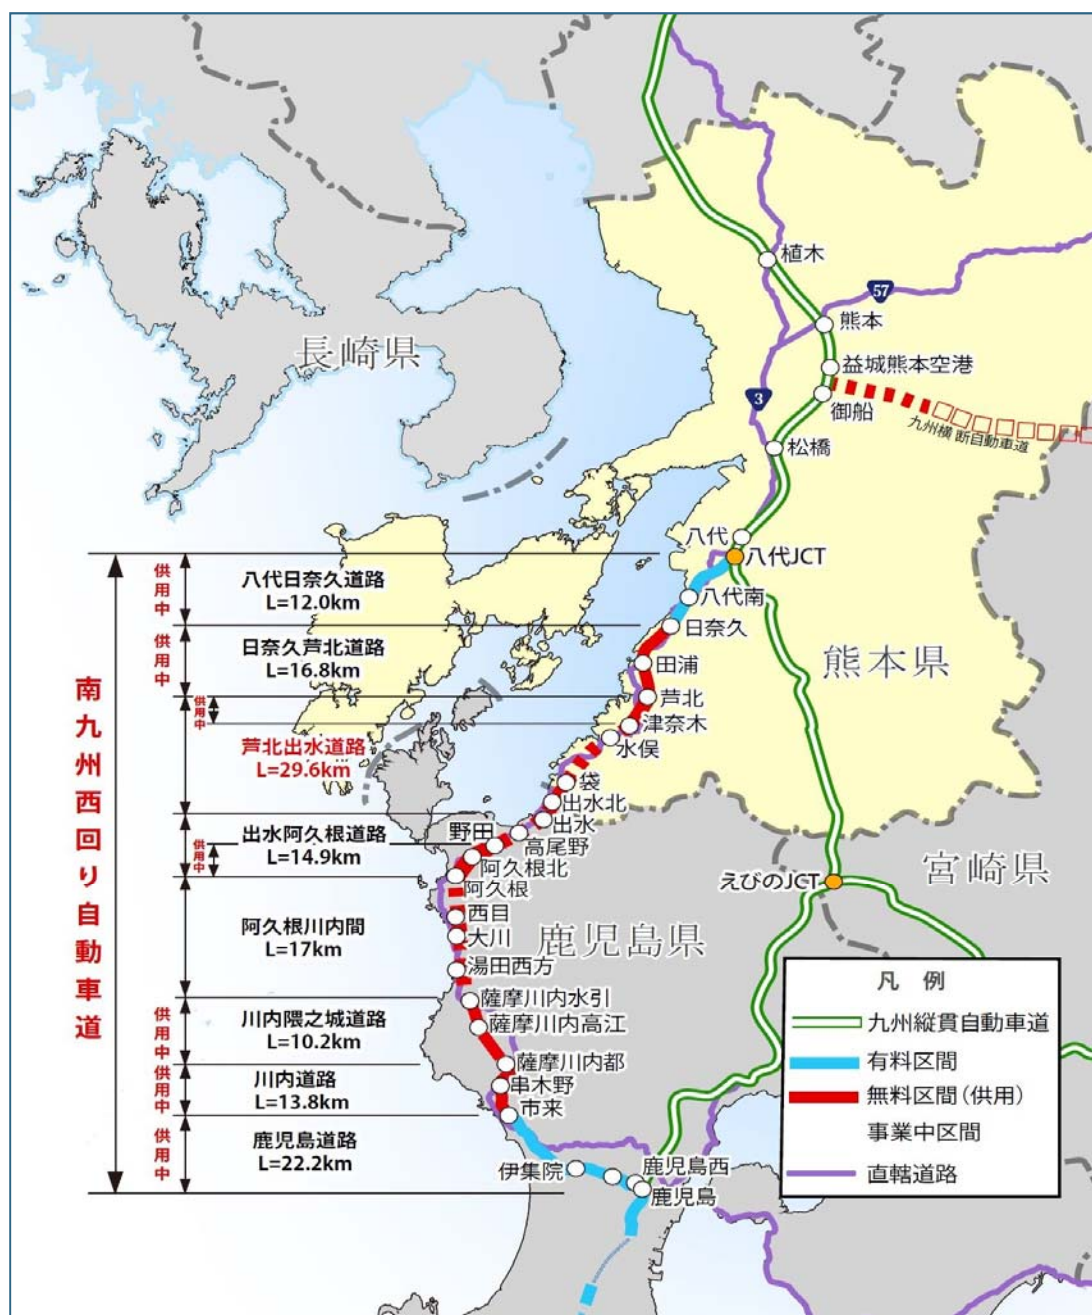 植木
57
熊本
長崎県
益城熊本空港
3
御船
九州横断自動車道
松橋
八代
八代JCT
供用中
八代日奈久道路
L=12.0km
八代南
日奈久
供用中
日奈久芦北道路
L=16.8km
田浦
熊本県
芦北
供用中
津奈木
南九州西回り自動車道
芦北出水道路
L=29.6km
水俣
袋
出水北
出水
野田
高尾野
出水阿久根道路
L=14.9km
供用中
阿久根北
阿久根
宮崎県
えびのJCT
西目
大川
鹿児島県
阿久根川内間
L=17km
湯田西方
薩摩川内水引
供用中
川内隈之城道路
L=10.2km
薩摩川内高江
薩摩川内都
供用中
川内道路
L=13.8km
串木野
市来
供用中
鹿児島道路
L=22.2km
伊集院
鹿児島西
鹿児島
凡 例
九州縦貫自動車道
有料区間
無料区間(供用)
事業中区間
直轄道路